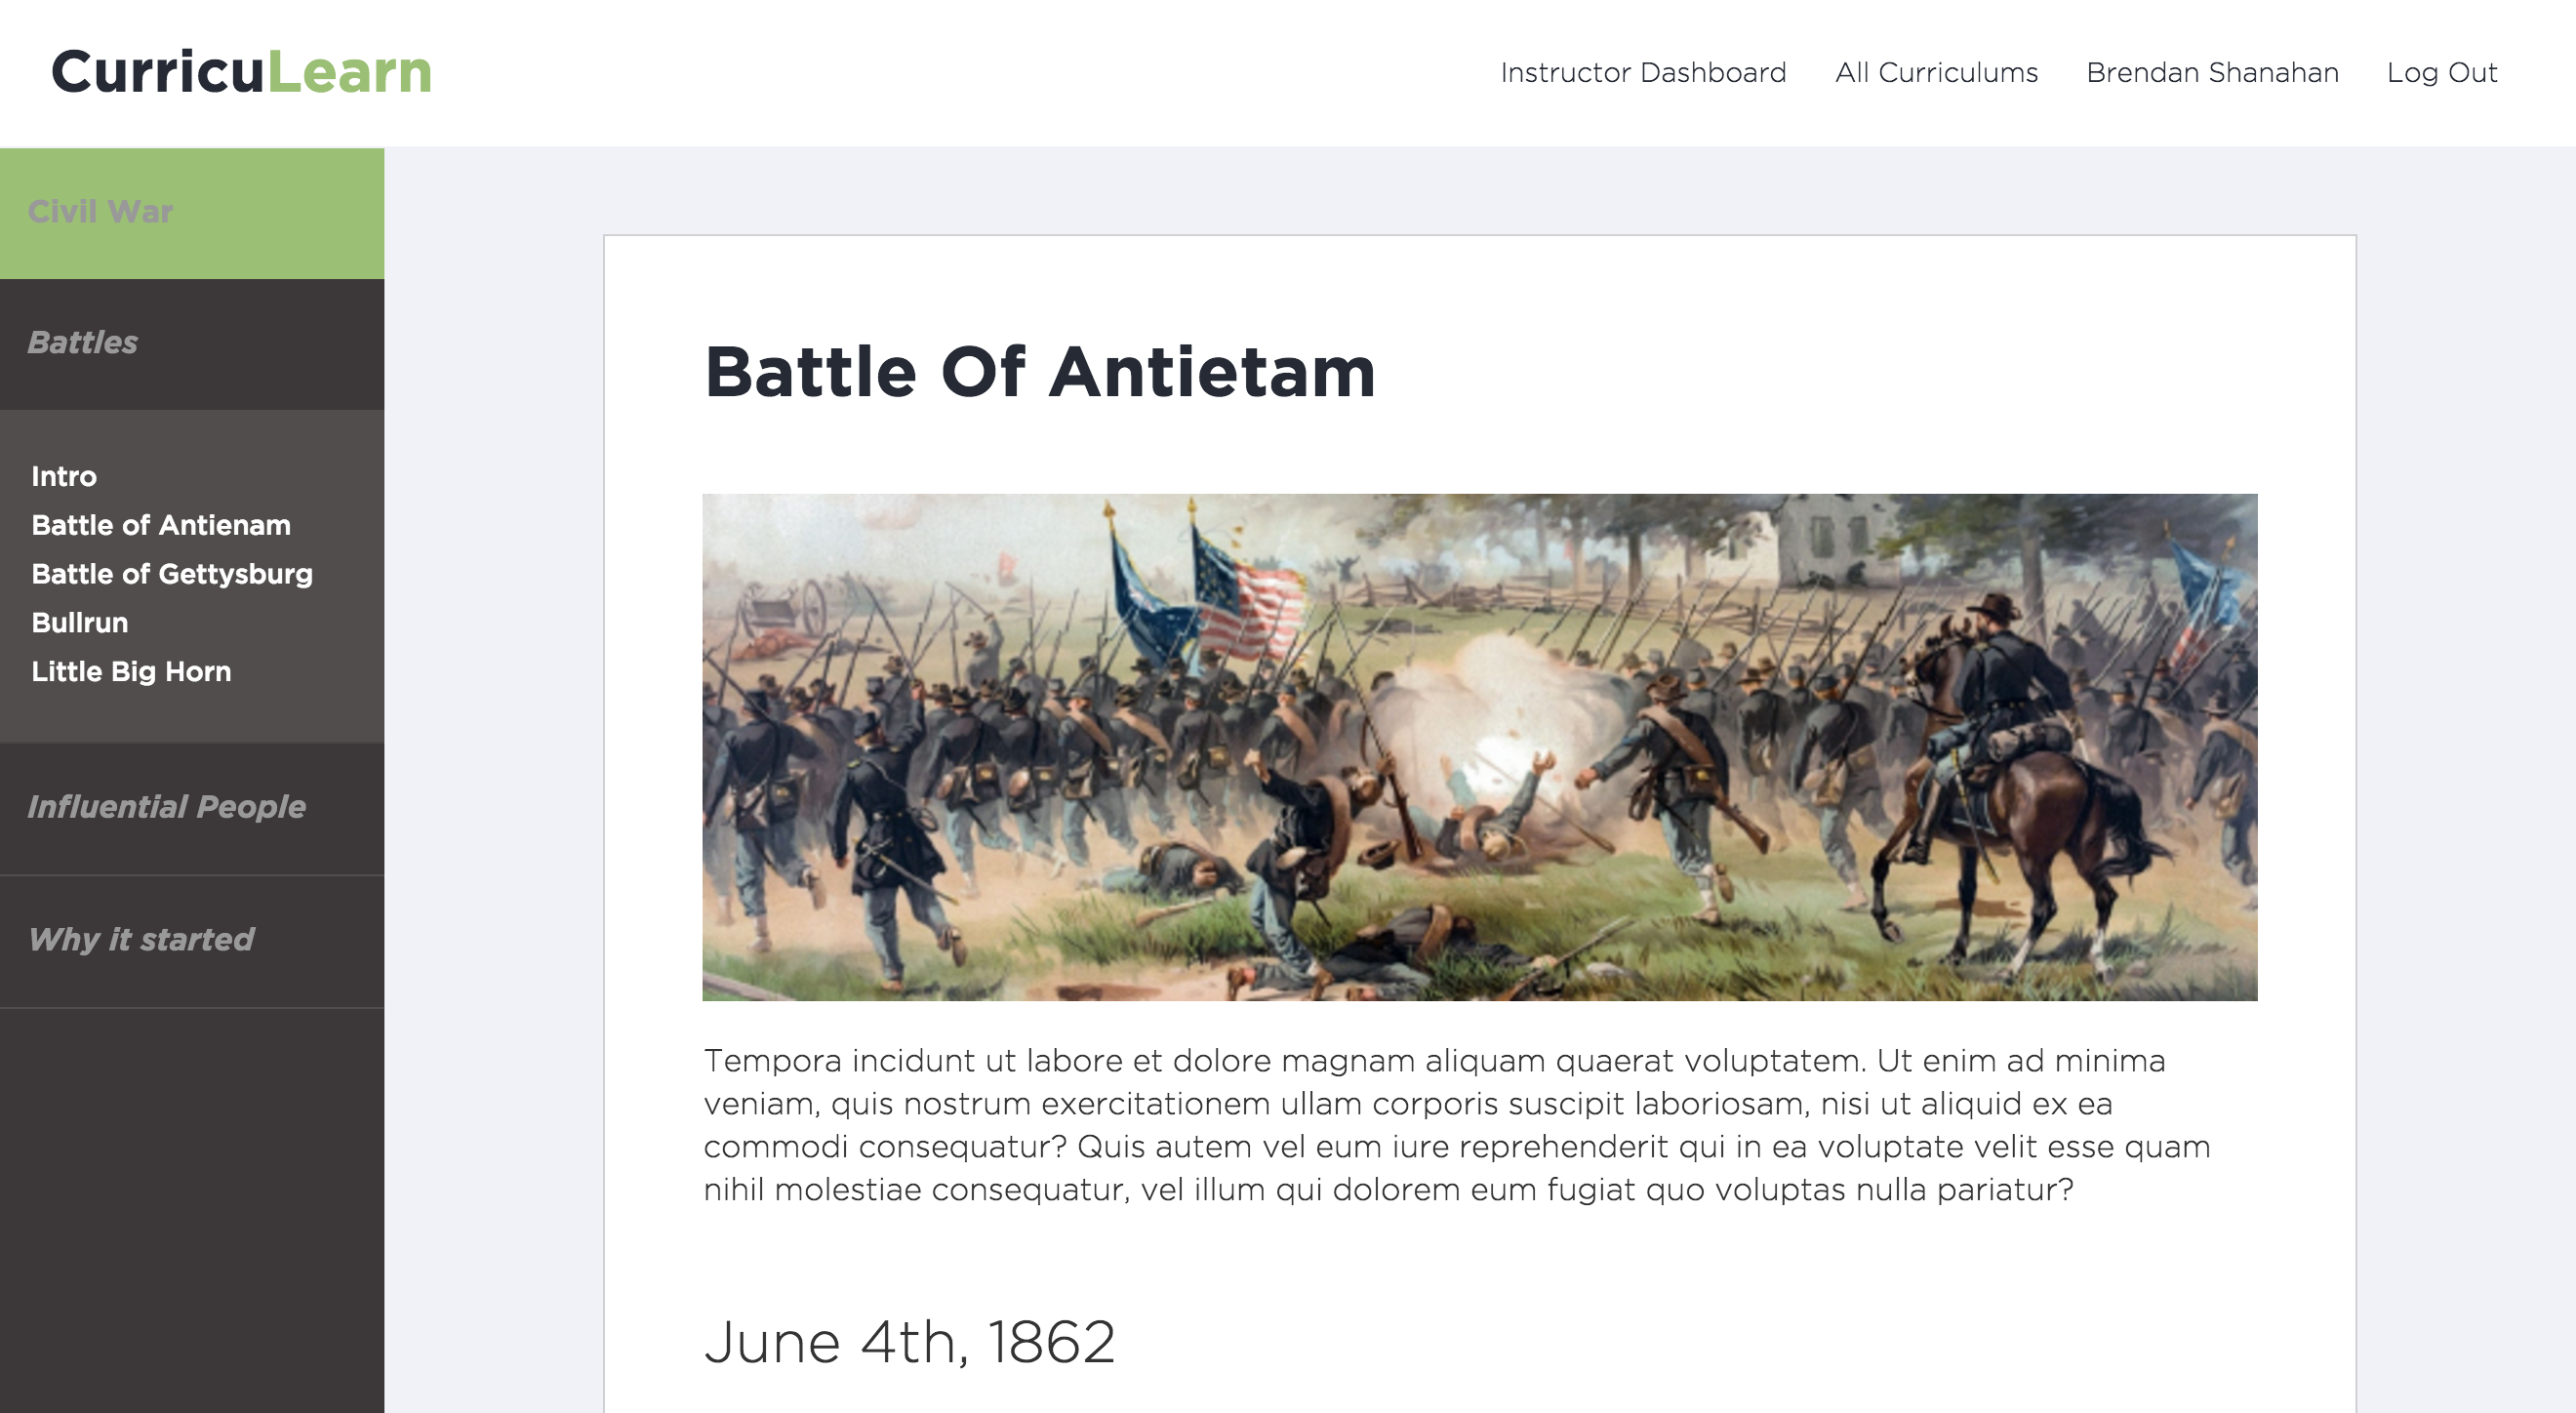 CurricuLearn
Instructor Dashboard All Curriculums Brendan Shanahan Log Out
Civil War
Battles
Intro
Battle of Antienam
Battle of Gettysburg
Bullrun
Little Big Horn
Influential People
Why it started
Battle Of Antietam
Tempora incidunt ut labore et dolore magnam aliquam quaerat voluptatem. Ut enim ad minima
veniam, quis nostrum exercitationem ullam corporis suscipit laboriosam, nisi ut aliquid ex ea
commodi consequatur? Quis autem vel eum iure reprehenderit qui in ea voluptate velit esse quam
nihil molestiae consequatur, vel illum qui dolorem eum fugiat quo voluptas nulla pariatur?
June 4th, 1862